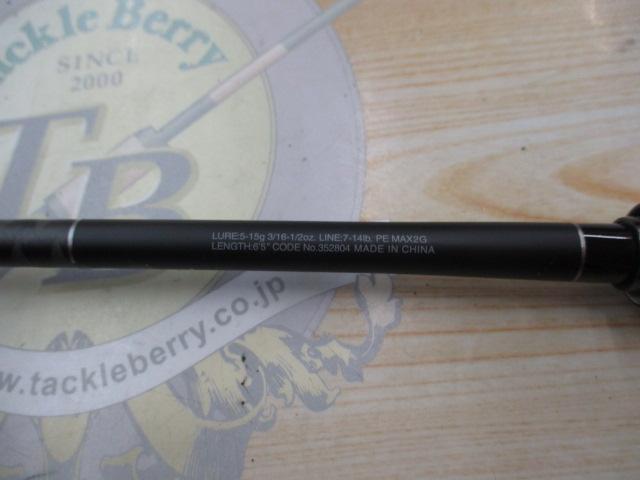 Tackle Berry
SINCE
2000
TB
LURE:5-15g 3/16-1/2oz. LINE:7-14lb. PE MAX2G
LENGTH:6'5" CODE No.352804 MADE IN CHINA
www.tackleberry.co.jp